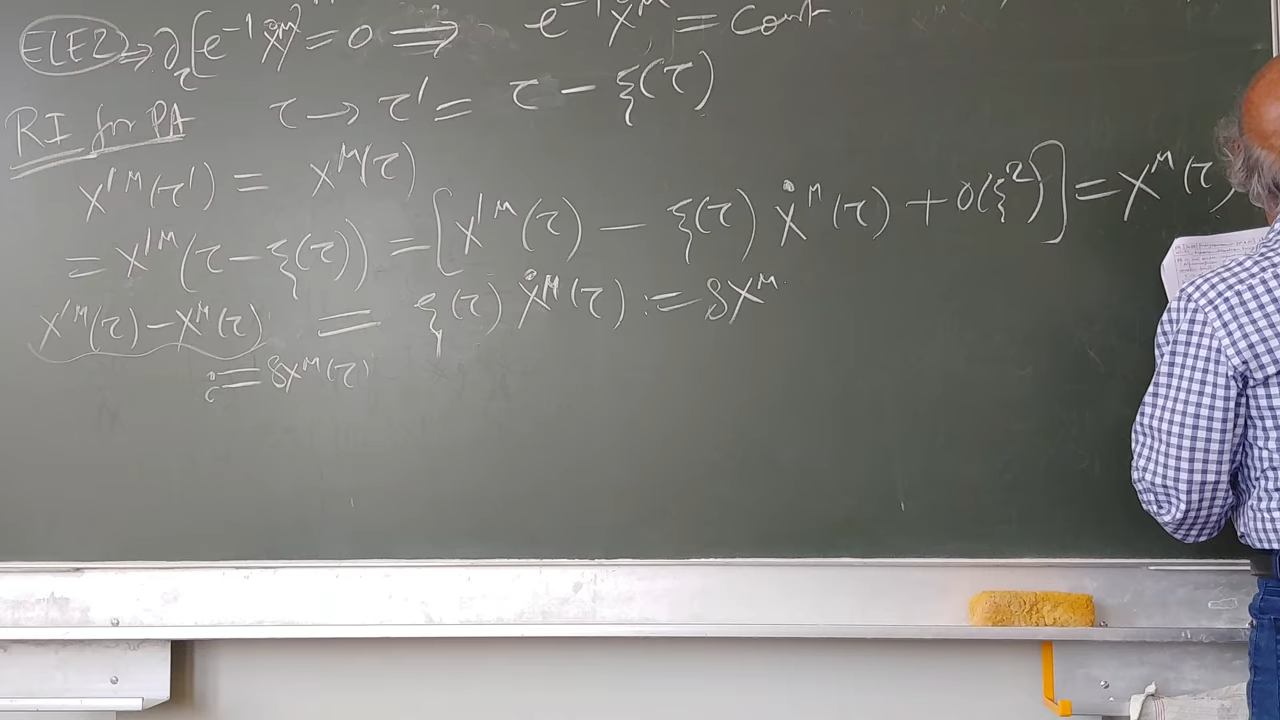 ELE2 → ∂_τ [e⁻¹ ẋ^μ] = 0 ⟹ e⁻¹ ẋ^μ = const
RI for PA τ → τ' = τ − ξ(τ)
x'^μ(τ') = x^μ(τ)
= x'^μ(τ − ξ(τ)) = [x'^μ(τ) − ξ(τ) ẋ^μ(τ) + O(ξ²)] = x^μ(τ)
x'^μ(τ) − x^μ(τ) = ξ(τ) ẋ^μ(τ) := δx^μ
:= δx^μ(τ)